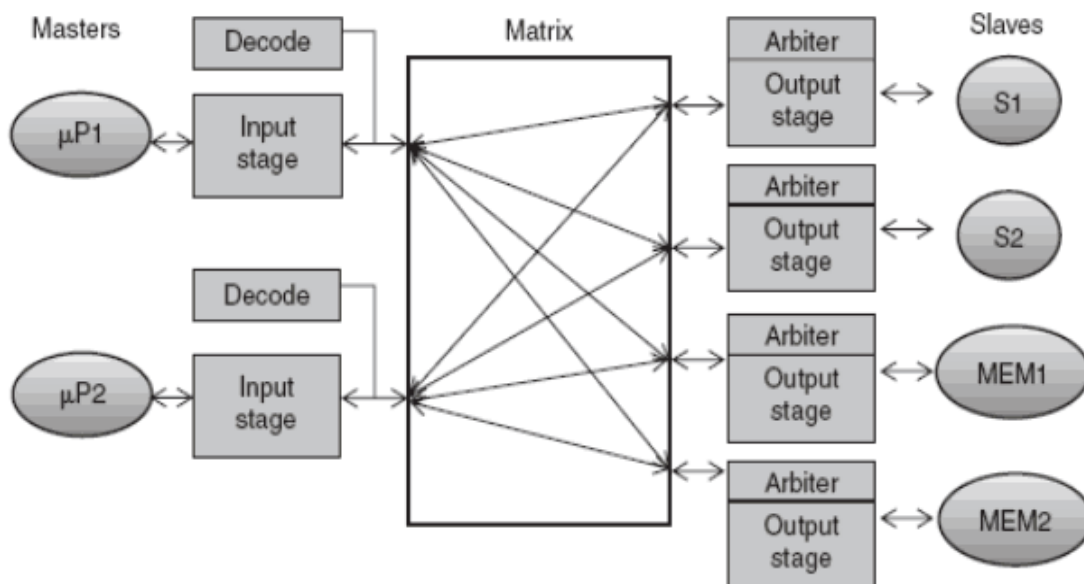 Masters
Decode
Matrix
Slaves
Arbiter
Output
stage
S1
μP1
Input
stage
Arbiter
Output
stage
S2
Decode
Arbiter
Output
stage
MEM1
μP2
Input
stage
Arbiter
Output
stage
MEM2